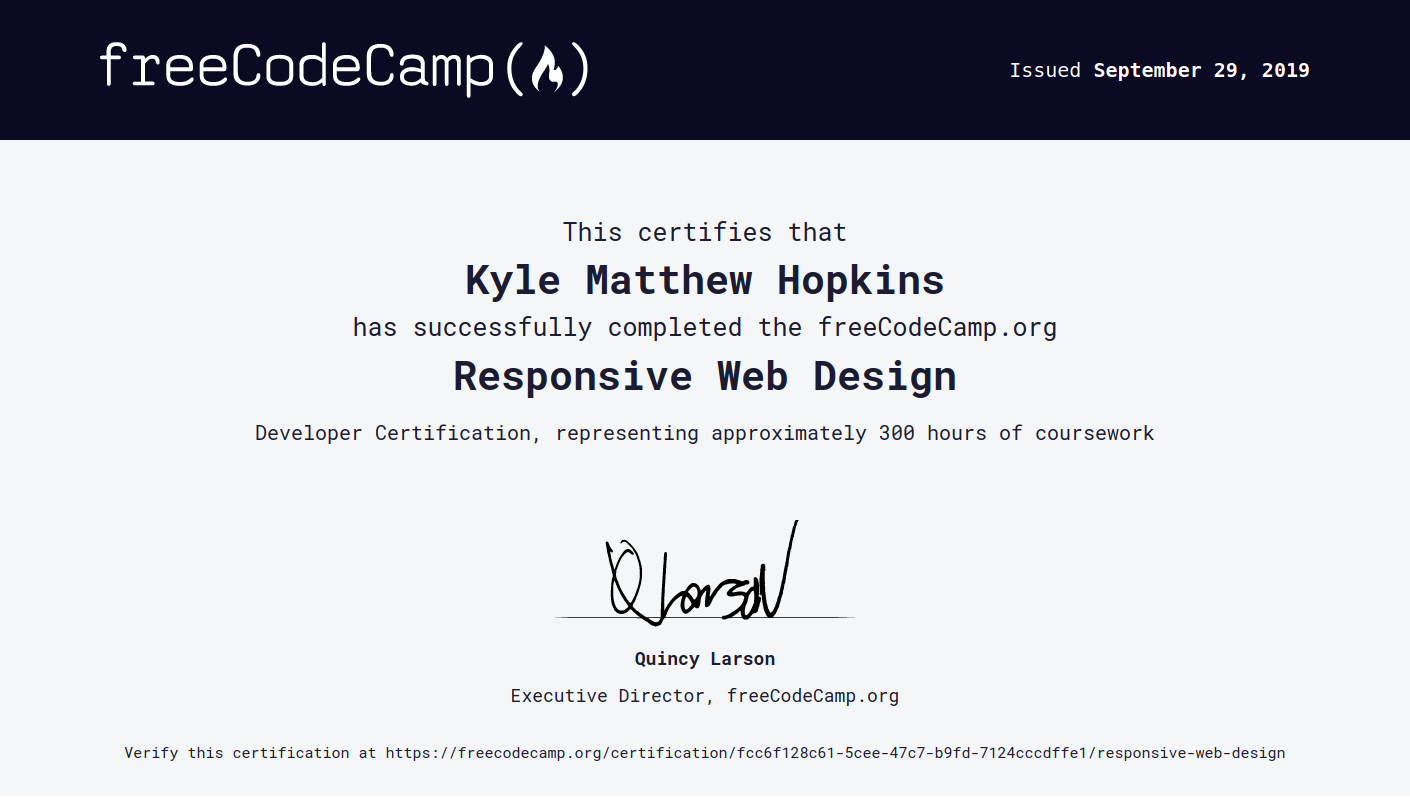 freeCodeCamp
Issued September 29, 2019
This certifies that
Kyle Matthew Hopkins
has successfully completed the freeCodeCamp.org
Responsive Web Design
Developer Certification, representing approximately 300 hours of coursework
Q Larson
Quincy Larson
Executive Director, freeCodeCamp.org
Verify this certification at https://freecodecamp.org/certification/fcc6f128c61-5cee-47c7-b9fd-7124cccdffe1/responsive-web-design